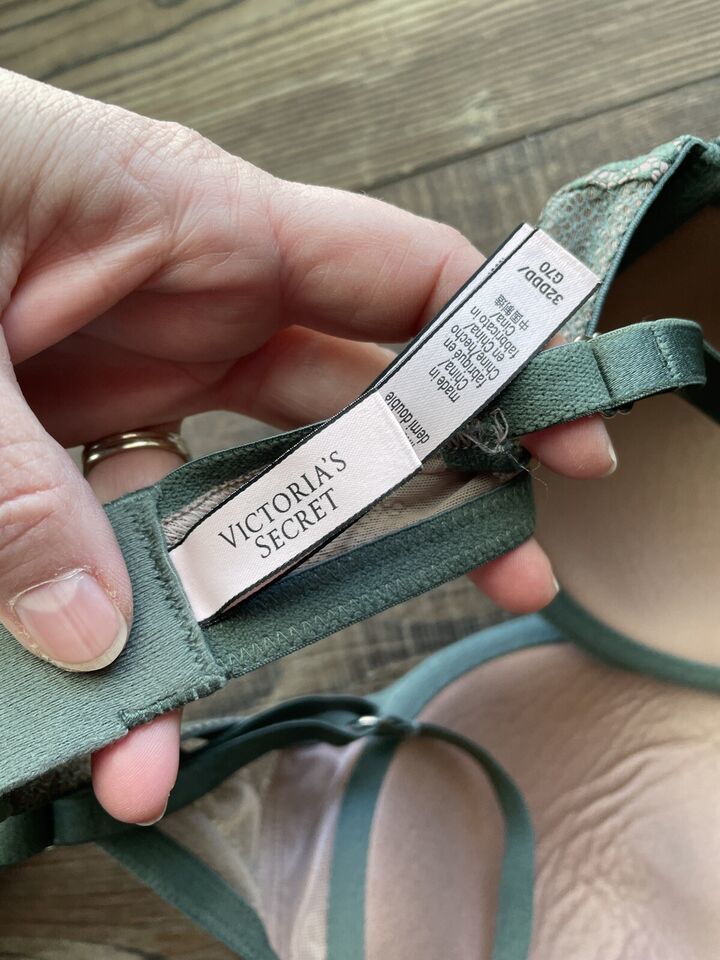 VICTORIA'S
SECRET
32DDD/
G70
made in
China/
fabriqué en
Chine/hecho
en China/
fabricato in
Cina/
中国制造
demi double